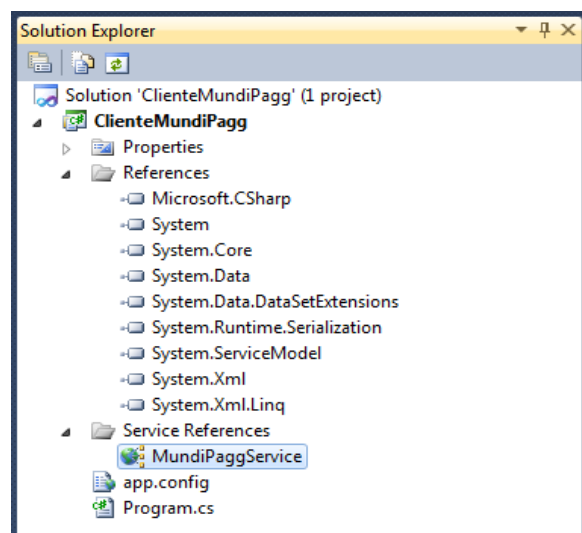 Solution Explorer
Solution 'ClienteMundiPagg' (1 project)
ClienteMundiPagg
Properties
References
Microsoft.CSharp
System
System.Core
System.Data
System.Data.DataSetExtensions
System.Runtime.Serialization
System.ServiceModel
System.Xml
System.Xml.Linq
Service References
MundiPaggService
app.config
Program.cs